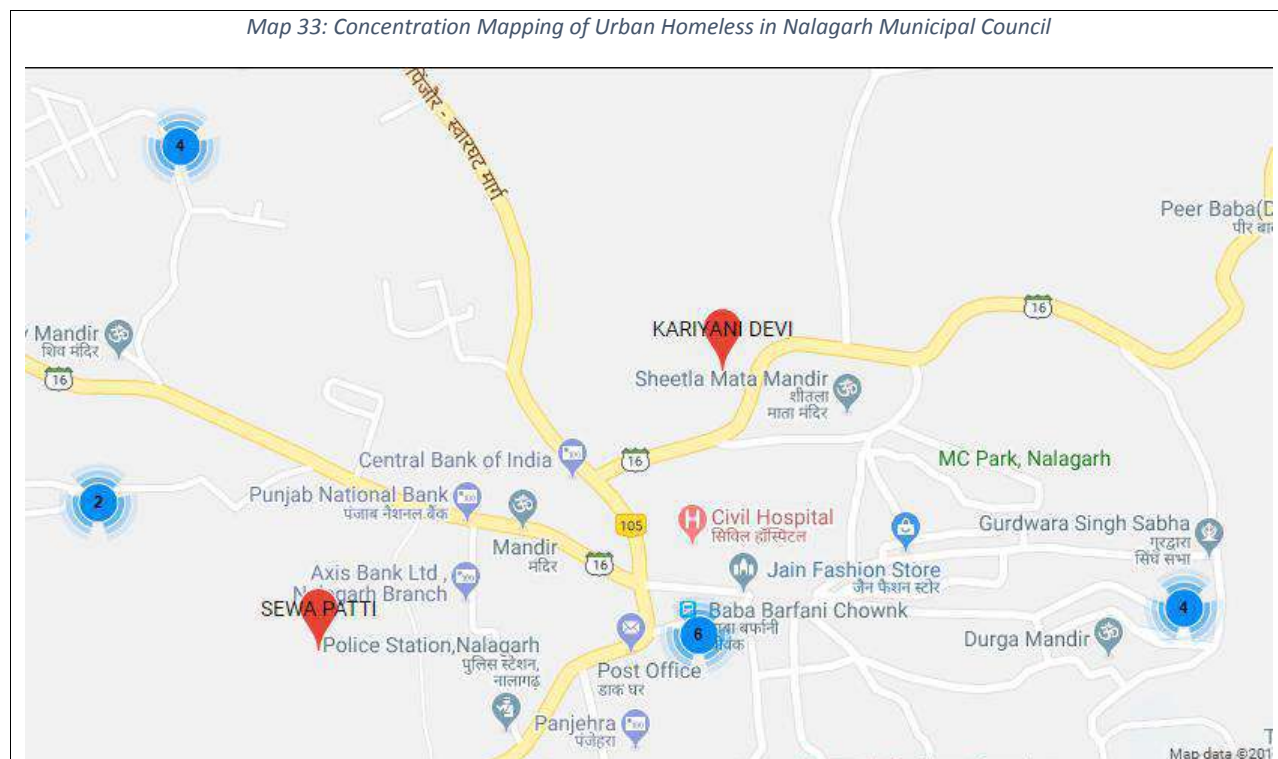 Map 33: Concentration Mapping of Urban Homeless in Nalagarh Municipal Council
पिंजौर - स्वारघाट मार्ग
4
Peer Baba(D
पीर बा
16
KARIYANI DEVI
Mandir
शिव मंदिर
16
Sheetla Mata Mandir
शीतला
माता मंदिर
Central Bank of India
16
MC Park, Nalagarh
2
Punjab National Bank
पंजाब नैशनल बैंक
105
Civil Hospital
सिविल हॉस्पिटल
Gurdwara Singh Sabha
गुरद्वारा
सिंघ सभा
Mandir
मंदिर
16
Jain Fashion Store
जैन फैशन स्टोर
Axis Bank Ltd ,
Nalagarh Branch
SEWA PATTI
Baba Barfani Chownk
बाबा बर्फानी
6
4
Police Station,Nalagarh
पुलिस स्टेशन,
नालागढ़
Durga Mandir
Post Office
डाक घर
Panjehra
पंजेहरा
Map data ©201